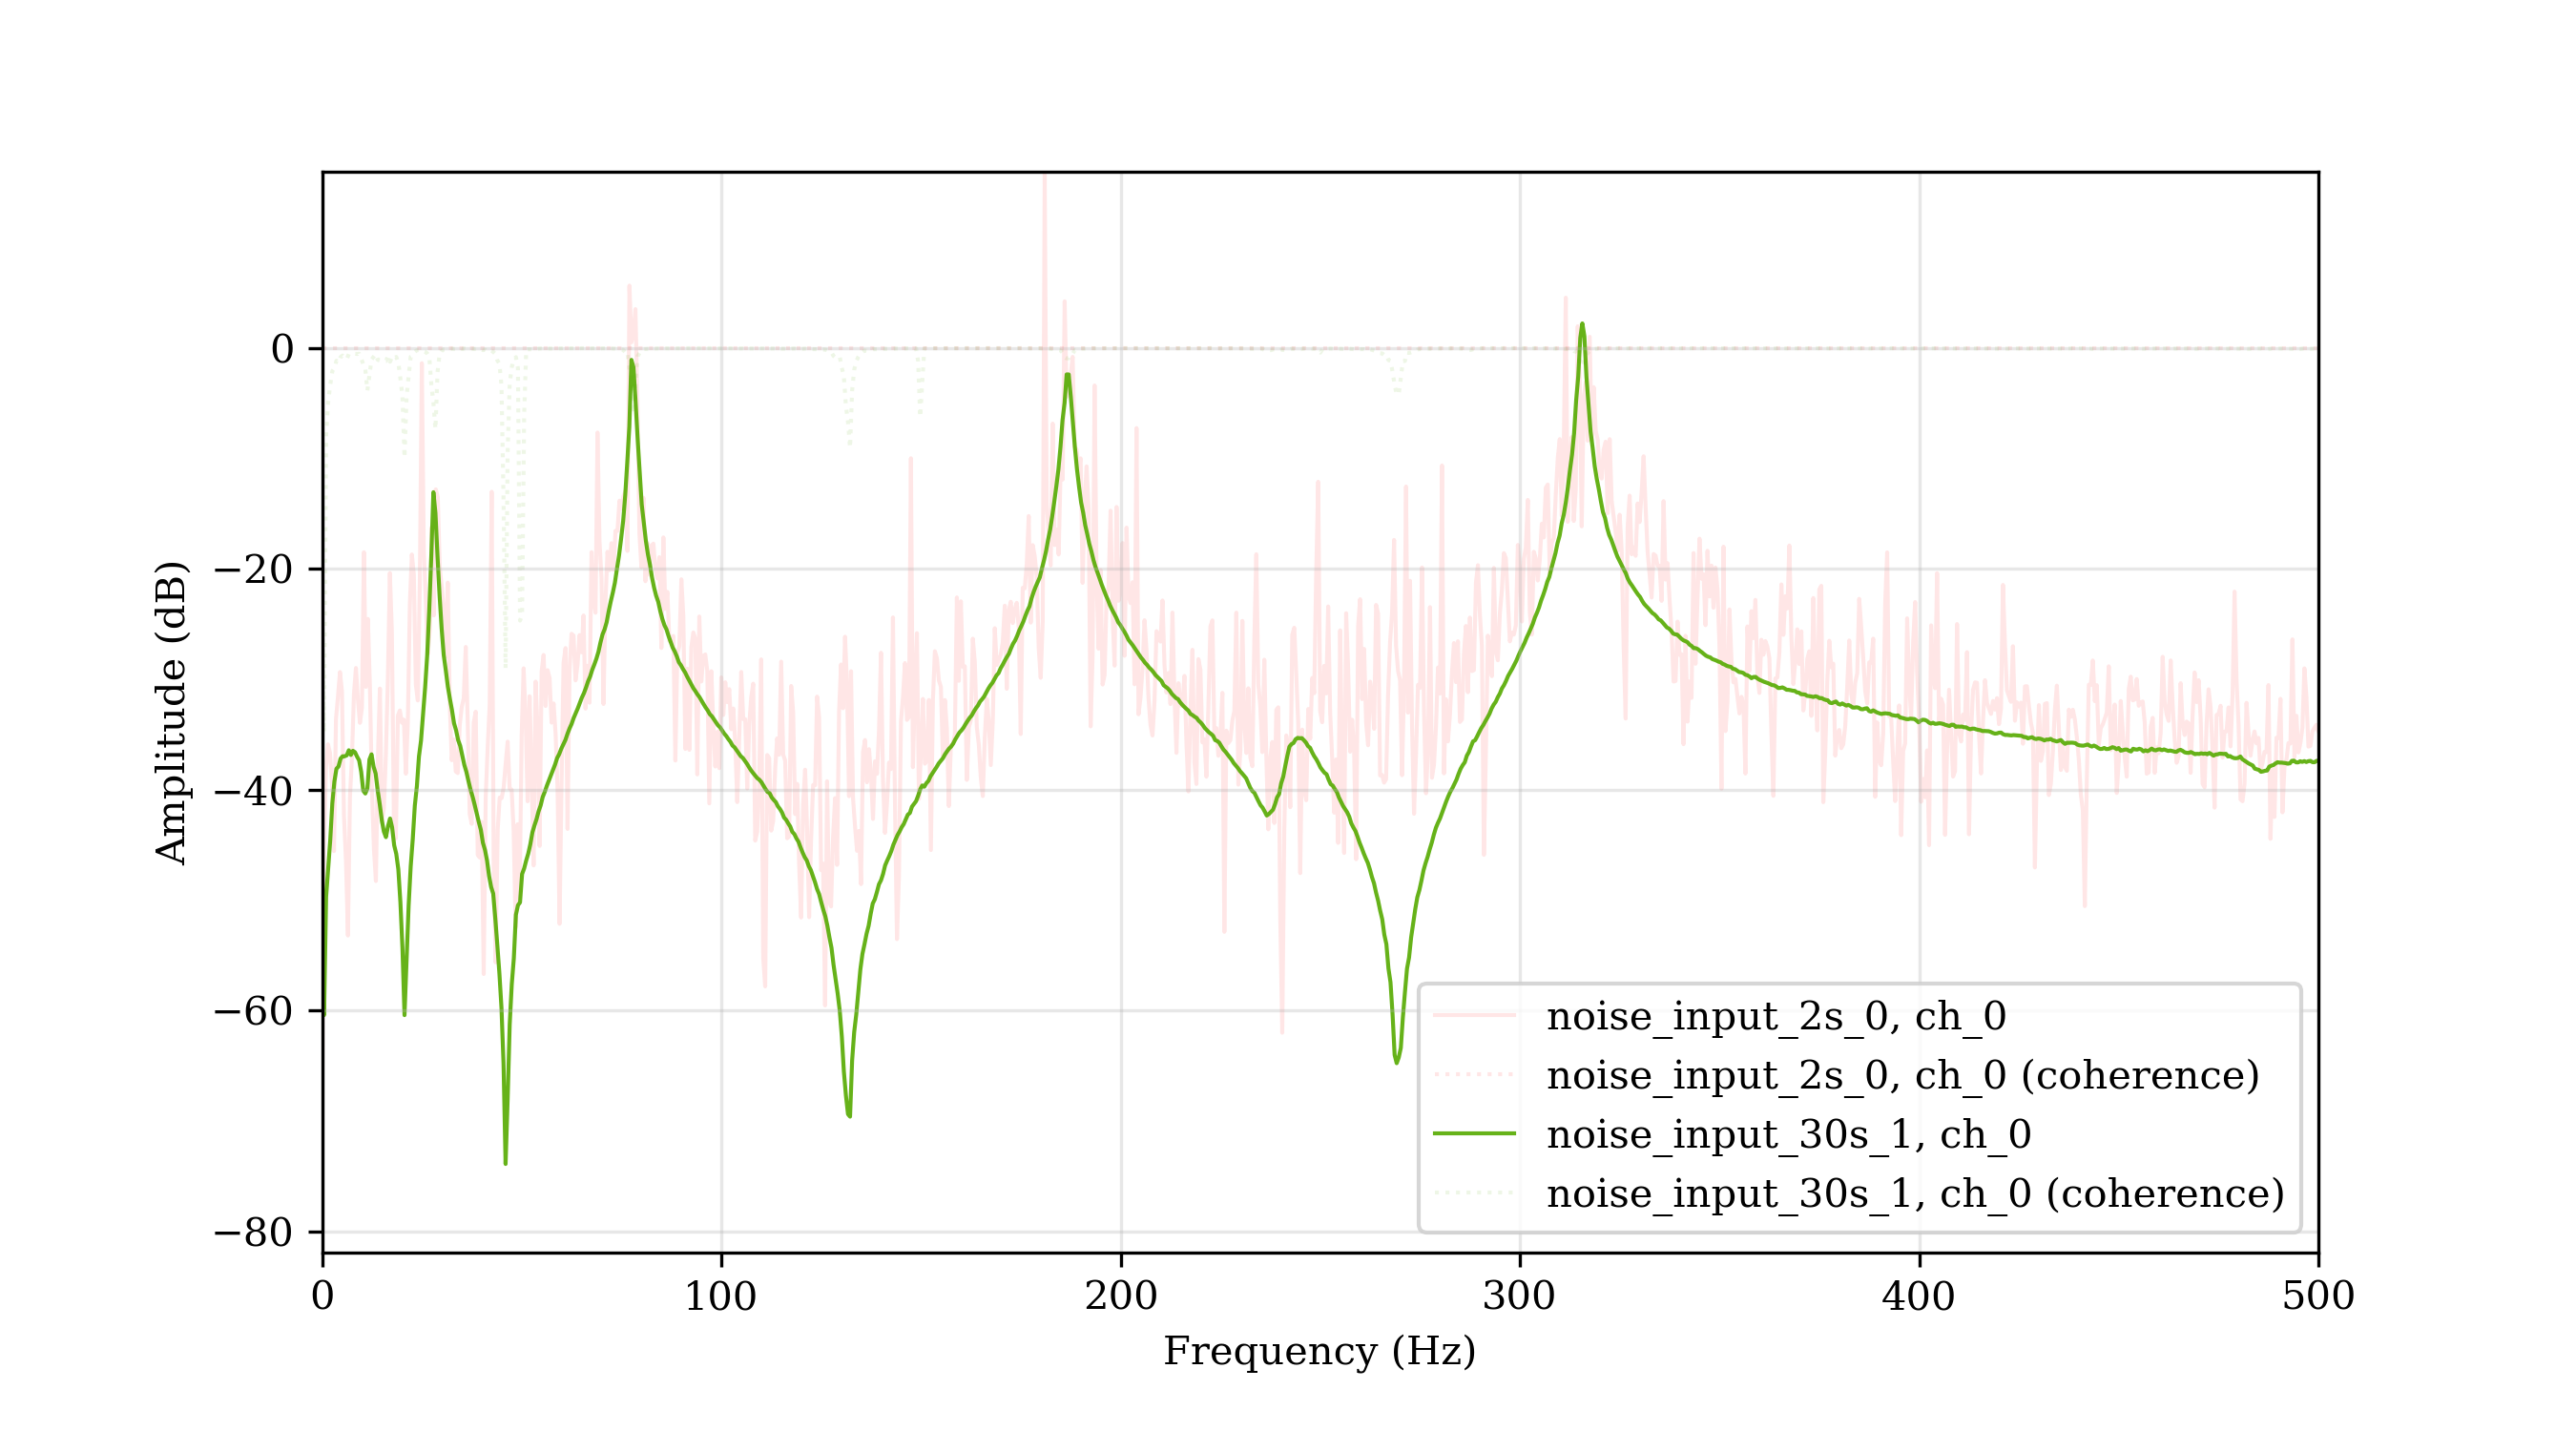 Amplitude (dB)
0
−20
−40
−60
−80
noise_input_2s_0, ch_0
noise_input_2s_0, ch_0 (coherence)
noise_input_30s_1, ch_0
noise_input_30s_1, ch_0 (coherence)
0 100 200 300 400 500
Frequency (Hz)